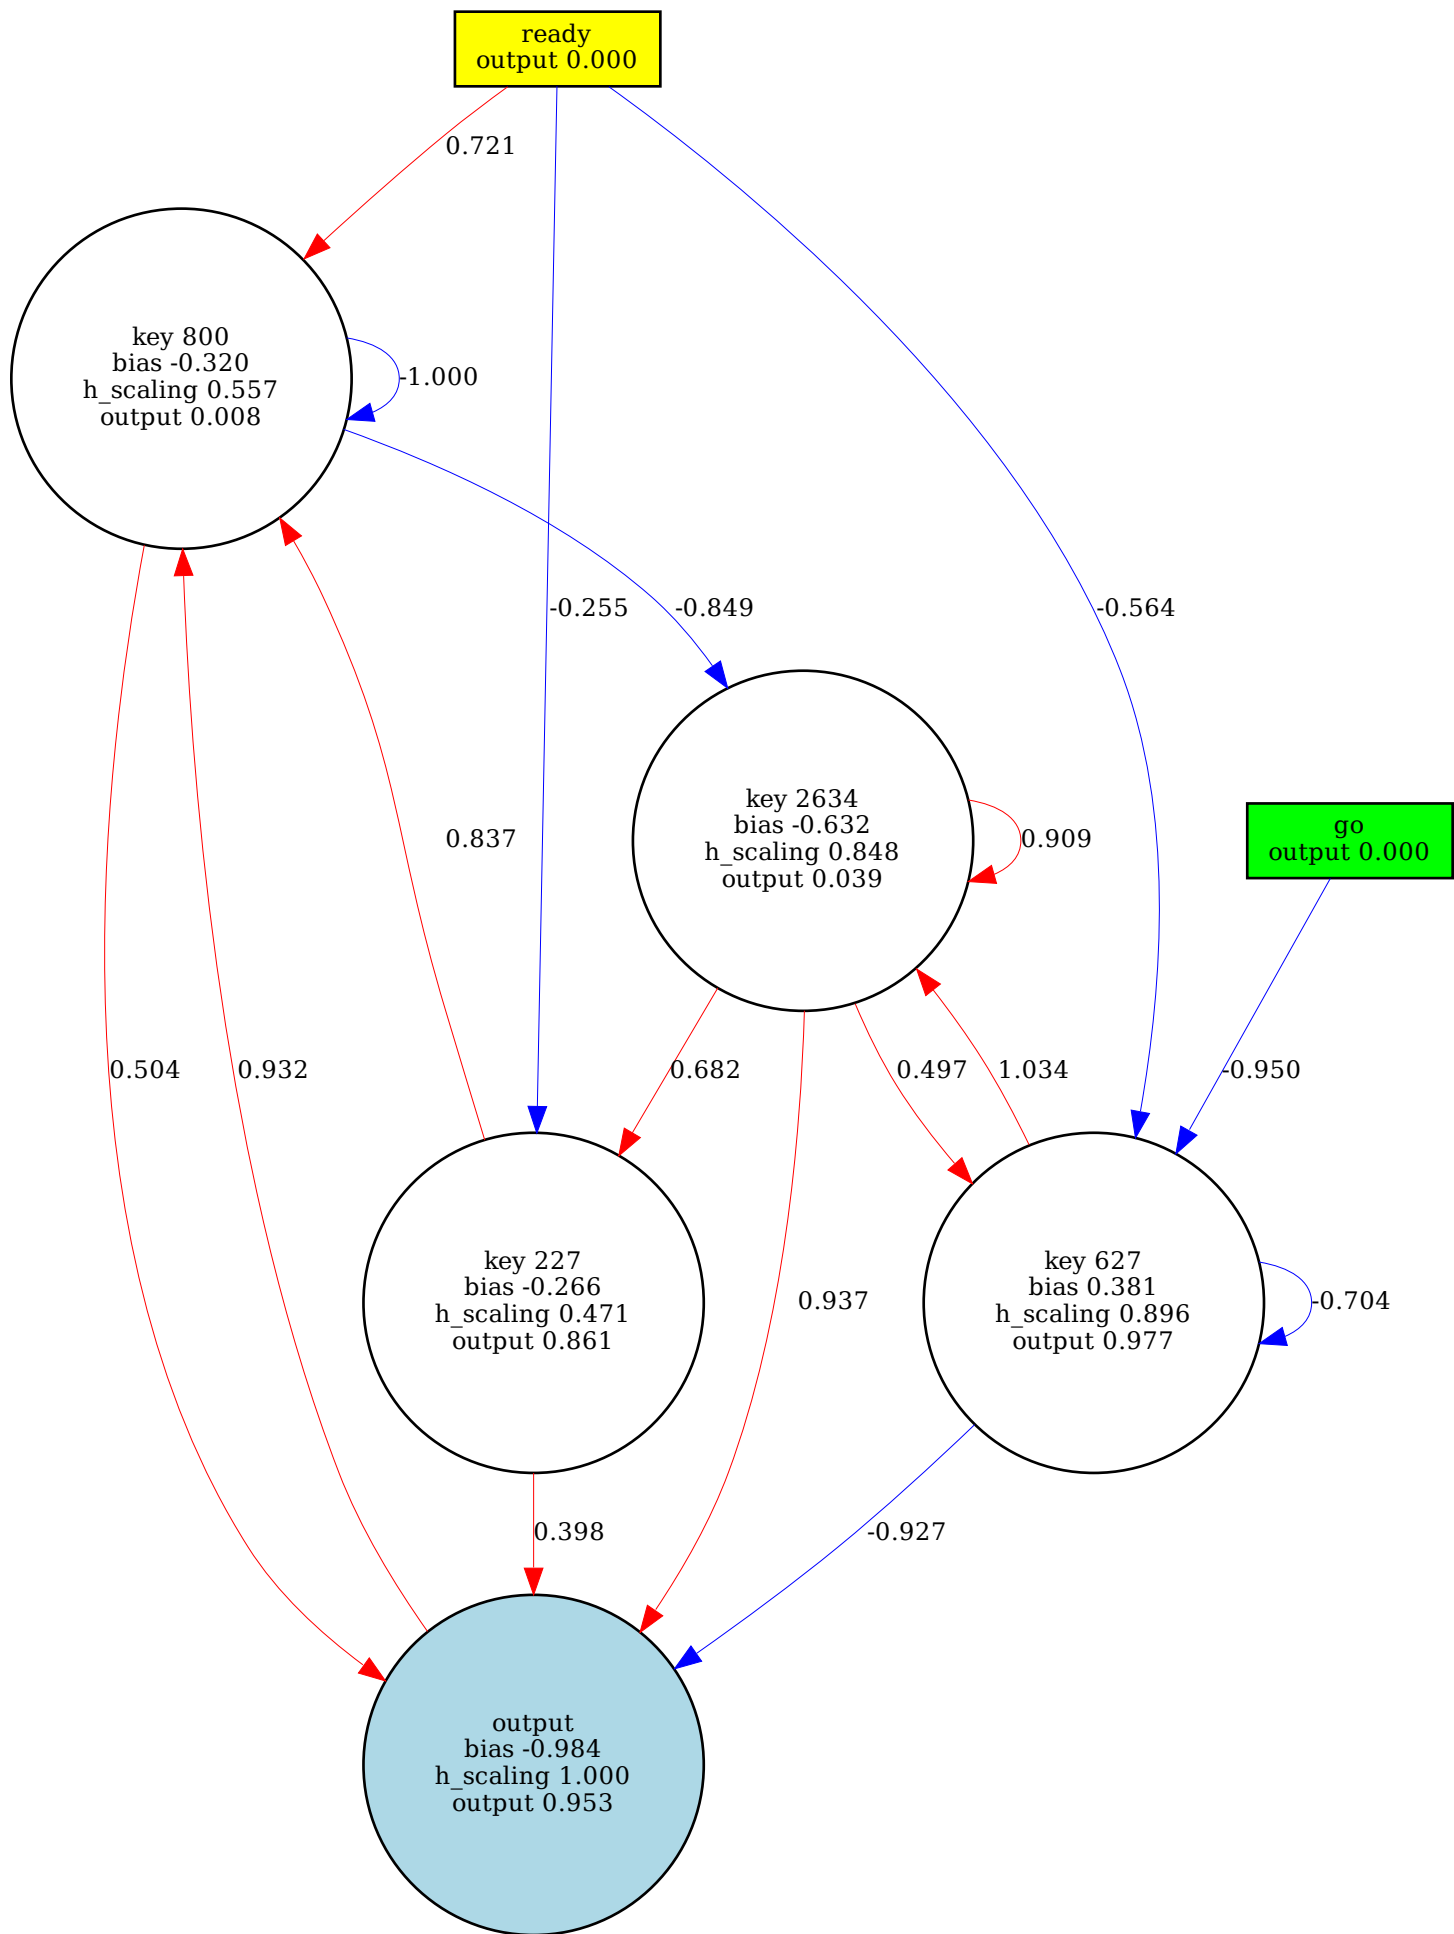 ready
output 0.000
0.721
key 800
bias -0.320
h_scaling 0.557
output 0.008
-1.000
-0.255
-0.849
-0.564
key 2634
bias -0.632
h_scaling 0.848
output 0.039
0.909
go
output 0.000
0.837
0.504
0.932
0.682
0.497
1.034
-0.950
key 227
bias -0.266
h_scaling 0.471
output 0.861
0.937
key 627
bias 0.381
h_scaling 0.896
output 0.977
-0.704
0.398
-0.927
output
bias -0.984
h_scaling 1.000
output 0.953